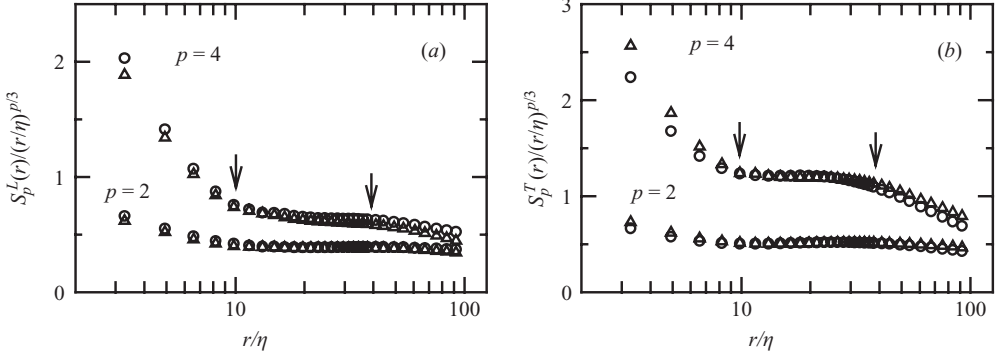 (a)
p = 4
p = 2
2
1
0
10
100
S_p^L(r)/(r/η)^{p/3}
r/η
(b)
p = 4
p = 2
3
2
1
0
10
100
S_p^T(r)/(r/η)^{p/3}
r/η